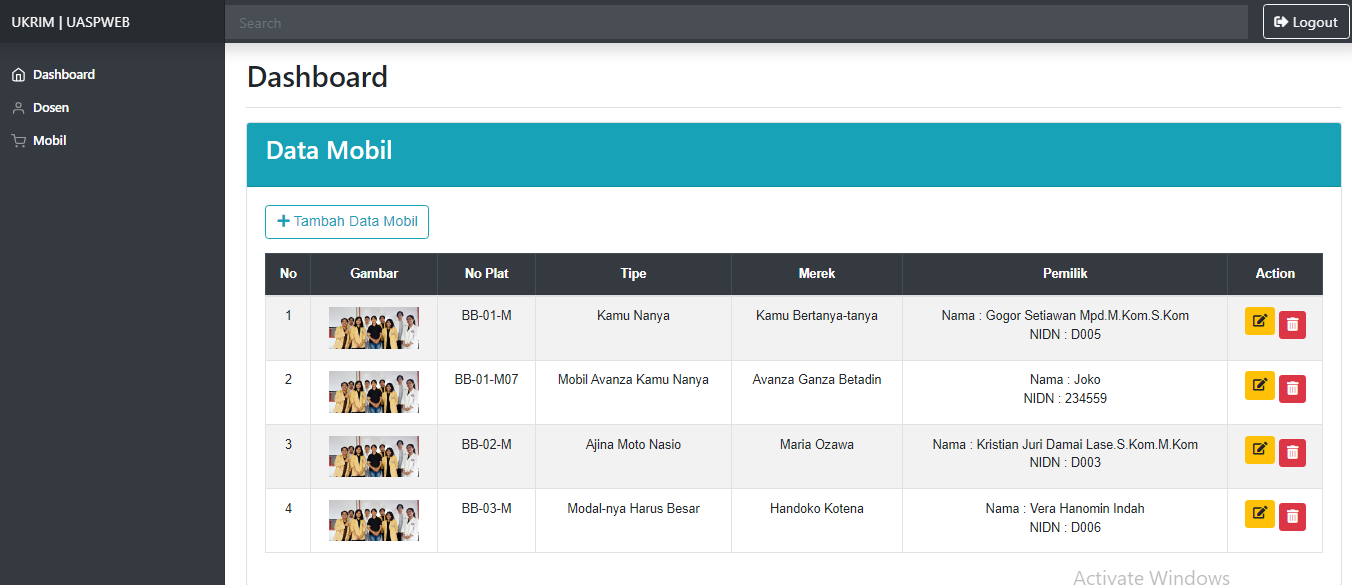 UKRIM | UASPWEB
Search
Logout
Dashboard
Dosen
Mobil
Dashboard
Data Mobil
Tambah Data Mobil
No Gambar No Plat Tipe Merek Pemilik Action
1 BB-01-M Kamu Nanya Kamu Bertanya-tanya Nama : Gogor Setiawan Mpd.M.Kom.S.Kom
NIDN : D005
2 BB-01-M07 Mobil Avanza Kamu Nanya Avanza Ganza Betadin Nama : Joko
NIDN : 234559
3 BB-02-M Ajina Moto Nasio Maria Ozawa Nama : Kristian Juri Damai Lase.S.Kom.M.Kom
NIDN : D003
4 BB-03-M Modal-nya Harus Besar Handoko Kotena Nama : Vera Hanomin Indah
NIDN : D006
Activate Windows